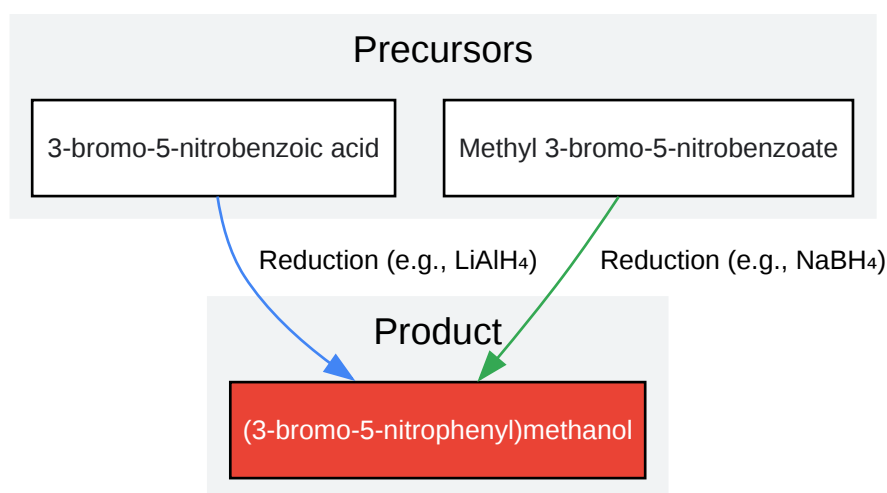 Precursors
3-bromo-5-nitrobenzoic acid
Methyl 3-bromo-5-nitrobenzoate
Reduction (e.g., LiAlH₄)
Reduction (e.g., NaBH₄)
Product
(3-bromo-5-nitrophenyl)methanol